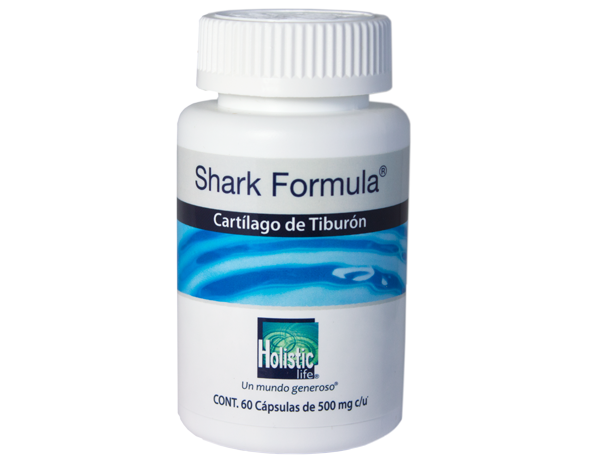 Shark Formula®
Cartílago de Tiburón
Holistic
life®
Un mundo generoso®
CONT. 60 Cápsulas de 500 mg c/u